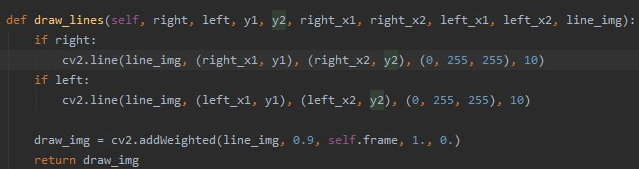 def draw_lines(self, right, left, y1, y2, right_x1, right_x2, left_x1, left_x2, line_img):
    if right:
        cv2.line(line_img, (right_x1, y1), (right_x2, y2), (0, 255, 255), 10)
    if left:
        cv2.line(line_img, (left_x1, y1), (left_x2, y2), (0, 255, 255), 10)

    draw_img = cv2.addWeighted(line_img, 0.9, self.frame, 1., 0.)
    return draw_img